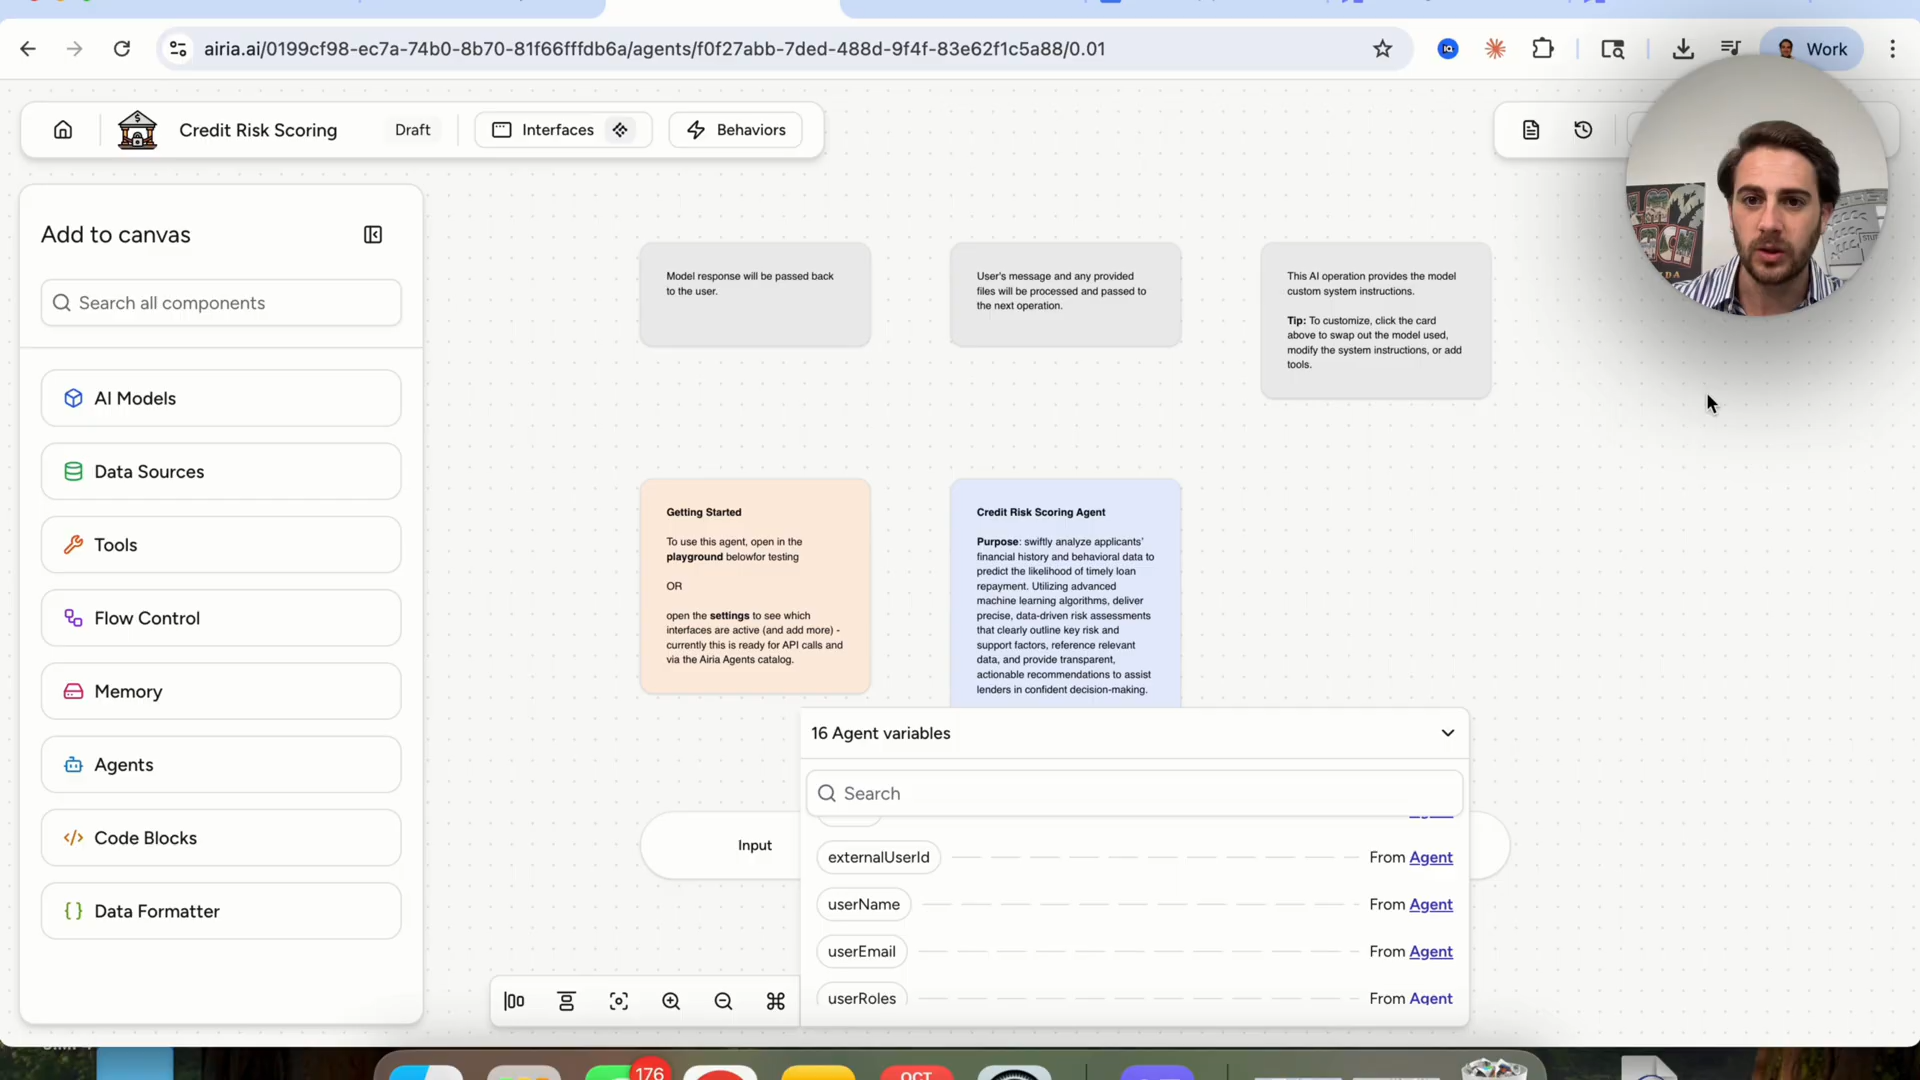 airia.ai/0199cf98-ec7a-74b0-8b70-81f66fffdb6a/agents/f0f27abb-7ded-488d-9f4f-83e62f1c5a88/0.01
Work
Credit Risk Scoring
Draft
Interfaces
Behaviors
Add to canvas
Search all components
AI Models
Data Sources
Tools
Flow Control
Memory
Agents
Code Blocks
Data Formatter
Model response will be passed back
to the user.
User's message and any provided
files will be processed and passed to
the next operation.
This AI operation provides the model
custom system instructions.
Tip: To customize, click the card
above to swap out the model used,
modify the system instructions, or add
tools.
Getting Started
To use this agent, open in the
playground belowfor testing
OR
open the settings to see which
interfaces are active (and add more) -
currently this is ready for API calls and
via the Airia Agents catalog.
Credit Risk Scoring Agent
Purpose: swiftly analyze applicants'
financial history and behavioral data to
predict the likelihood of timely loan
repayment. Utilizing advanced
machine learning algorithms, deliver
precise, data-driven risk assessments
that clearly outline key risk and
support factors, reference relevant
data, and provide transparent,
actionable recommendations to assist
lenders in confident decision-making.
Input
16 Agent variables
Search
externalUserId From Agent
userName From Agent
userEmail From Agent
userRoles From Agent
176
OCT